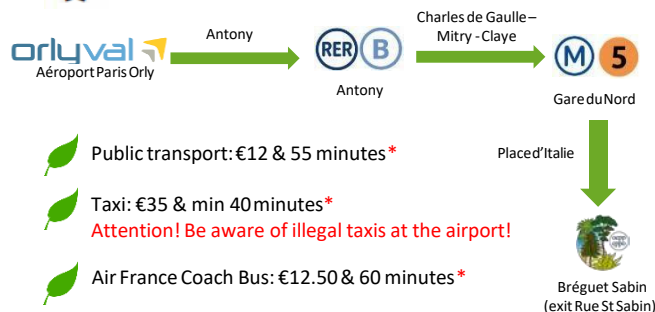 orlyval
Aéroport Paris Orly
Antony
RER B
Antony
Charles de Gaulle –
Mitry - Claye
M 5
Gare du Nord
Place d'Italie
Bréguet Sabin
(exit Rue St Sabin)
Public transport: €12 & 55 minutes*
Taxi: €35 & min 40 minutes*
Attention! Be aware of illegal taxis at the airport!
Air France Coach Bus: €12.50 & 60 minutes*